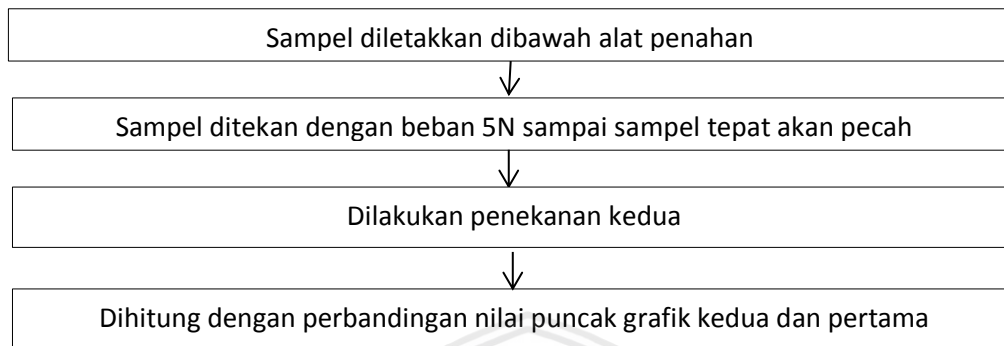 Sampel diletakkan dibawah alat penahan
Sampel ditekan dengan beban 5N sampai sampel tepat akan pecah
Dilakukan penekanan kedua
Dihitung dengan perbandingan nilai puncak grafik kedua dan pertama